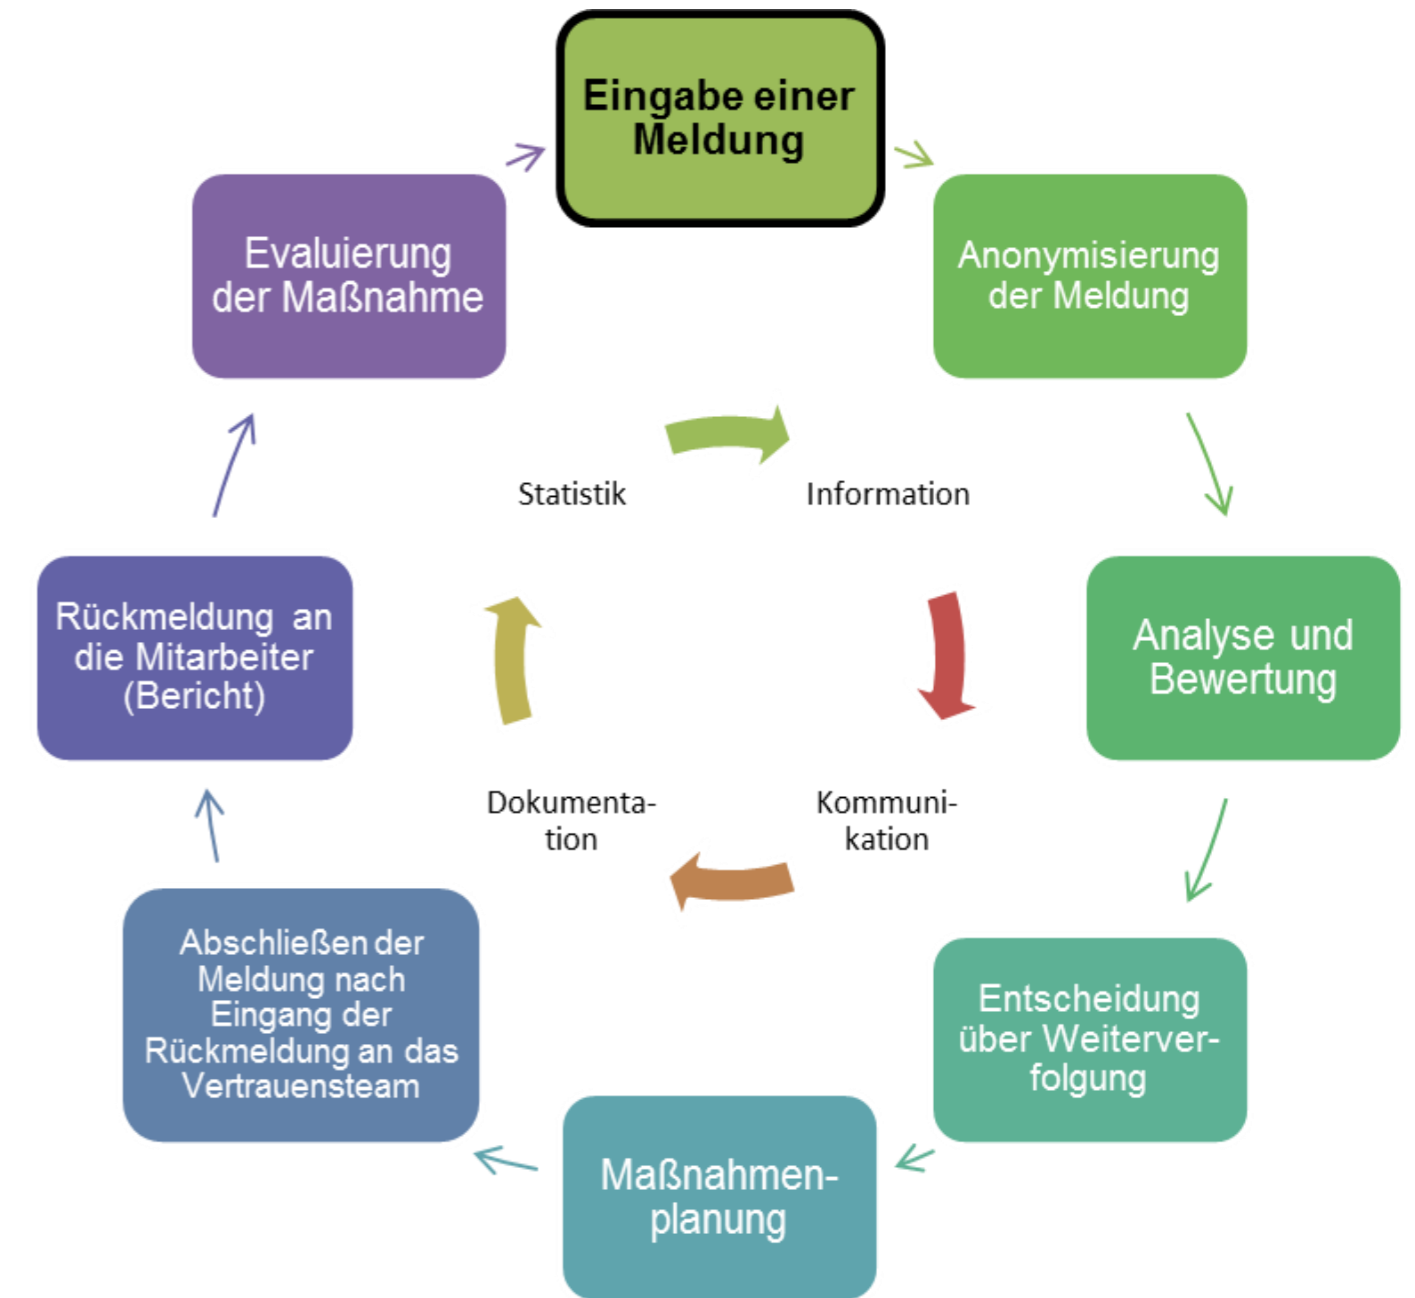 Eingabe einer
Meldung
Anonymisierung
der Meldung
Analyse und
Bewertung
Entscheidung
über Weiterver-
folgung
Maßnahmen-
planung
Abschließen der
Meldung nach
Eingang der
Rückmeldung an das
Vertrauensteam
Rückmeldung an
die Mitarbeiter
(Bericht)
Evaluierung
der Maßnahme
Statistik
Information
Kommuni-
kation
Dokumenta-
tion